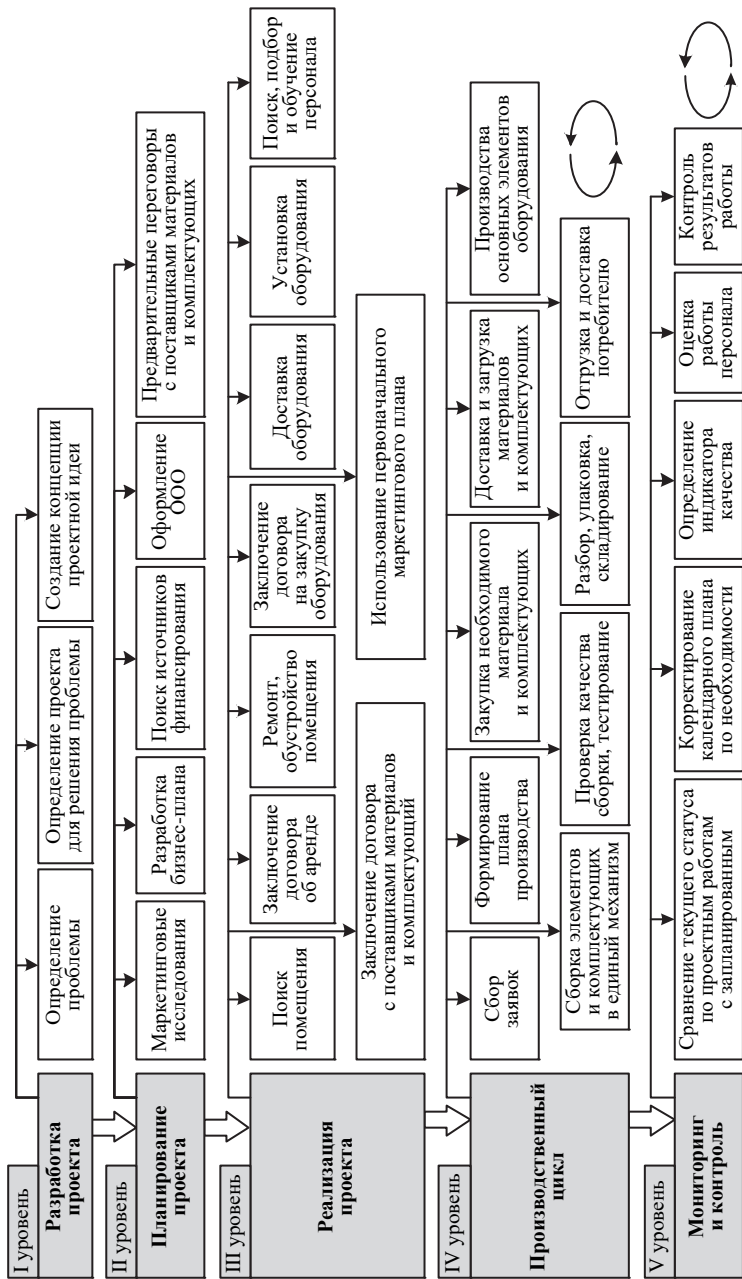 I уровень
Разработка
проекта
Определение
проблемы
Определение проекта
для решения проблемы
Создание концепции
проектной идеи
II уровень
Планирование
проекта
Маркетинговые
исследования
Разработка
бизнес-плана
Поиск источников
финансирования
Оформление
ООО
Предварительные переговоры
с поставщиками материалов
и комплектующих
III уровень
Реализация
проекта
Поиск
помещения
Заключение
договора
об аренде
Ремонт,
обустройство
помещения
Заключение
договора
на закупку
оборудования
Доставка
оборудования
Установка
оборудования
Поиск, подбор
и обучение
персонала
Заключение договора
с поставщиками материалов
и комплектующий
Использование первоначального
маркетингового плана
IV уровень
Производственный
цикл
Сбор
заявок
Формирование
плана
производства
Закупка необходимого
материала
и комплектующих
Доставка и загрузка
материалов
и комплектующих
Производства
основных элементов
оборудования
Сборка элементов
и комплектующих
в единый механизм
Проверка качества
сборки, тестирование
Разбор, упаковка,
складирование
Отгрузка и доставка
потребителю
V уровень
Мониторинг
и контроль
Сравнение текущего статуса
по проектным работам
с запланированным
Корректирование
календарного плана
по необходимости
Определение
индикатора
качества
Оценка
работы
персонала
Контроль
результатов
работы